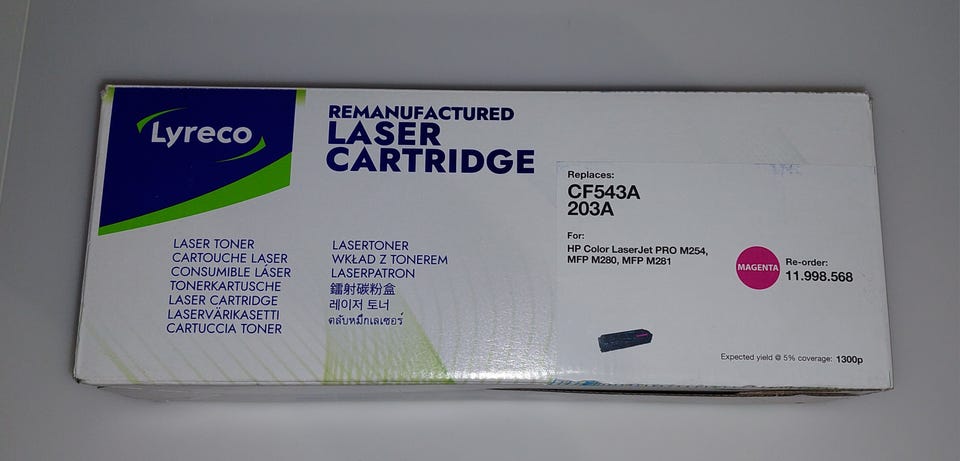 Lyreco
REMANUFACTURED
LASER
CARTRIDGE
LASER TONER
CARTOUCHE LASER
CONSUMIBLE LÁSER
TONERKARTUSCHE
LASER CARTRIDGE
LASERVÄRIKASETTI
CARTUCCIA TONER
LASERTONER
WKŁAD Z TONEREM
LASERPATRON
鐳射碳粉盒
레이저 토너
ตลับหมึกเลเซอร์
Replaces:
CF543A
203A
For:
HP Color LaserJet PRO M254,
MFP M280, MFP M281
MAGENTA
Re-order:
11.998.568
Expected yield @ 5% coverage: 1300p